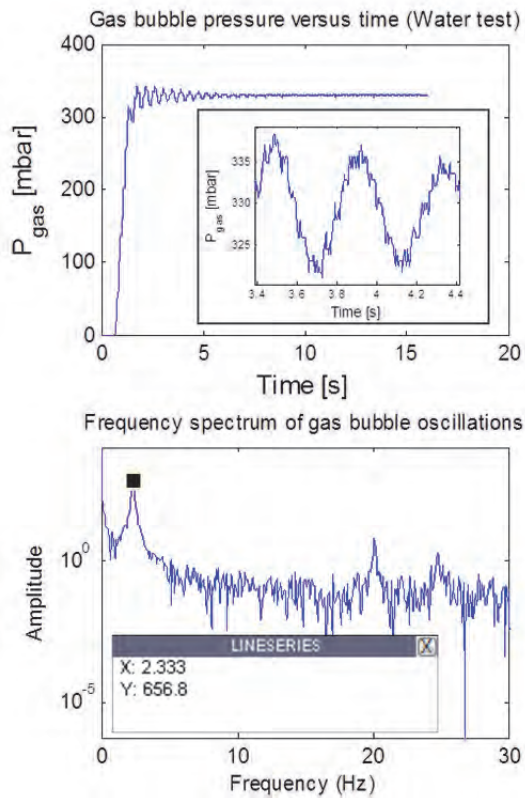 Gas bubble pressure versus time (Water test)
400
300
200
100
0
P_gas [mbar]
0 5 10 15 20
Time [s]
335
330
325
P_gas [mbar]
3.4 3.6 3.8 4 4.2 4.4
Time [s]
Frequency spectrum of gas bubble oscillations
10^0
10^-5
Amplitude
LINESERIES X
X: 2.333
Y: 656.8
0 10 20 30
Frequency (Hz)